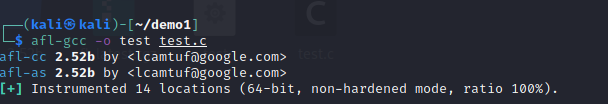 ┌──(kali㉿kali)-[~/demo1]
└─$ afl-gcc -o test test.c
afl-cc 2.52b by <lcamtuf@google.com>
afl-as 2.52b by <lcamtuf@google.com>
[+] Instrumented 14 locations (64-bit, non-hardened mode, ratio 100%).